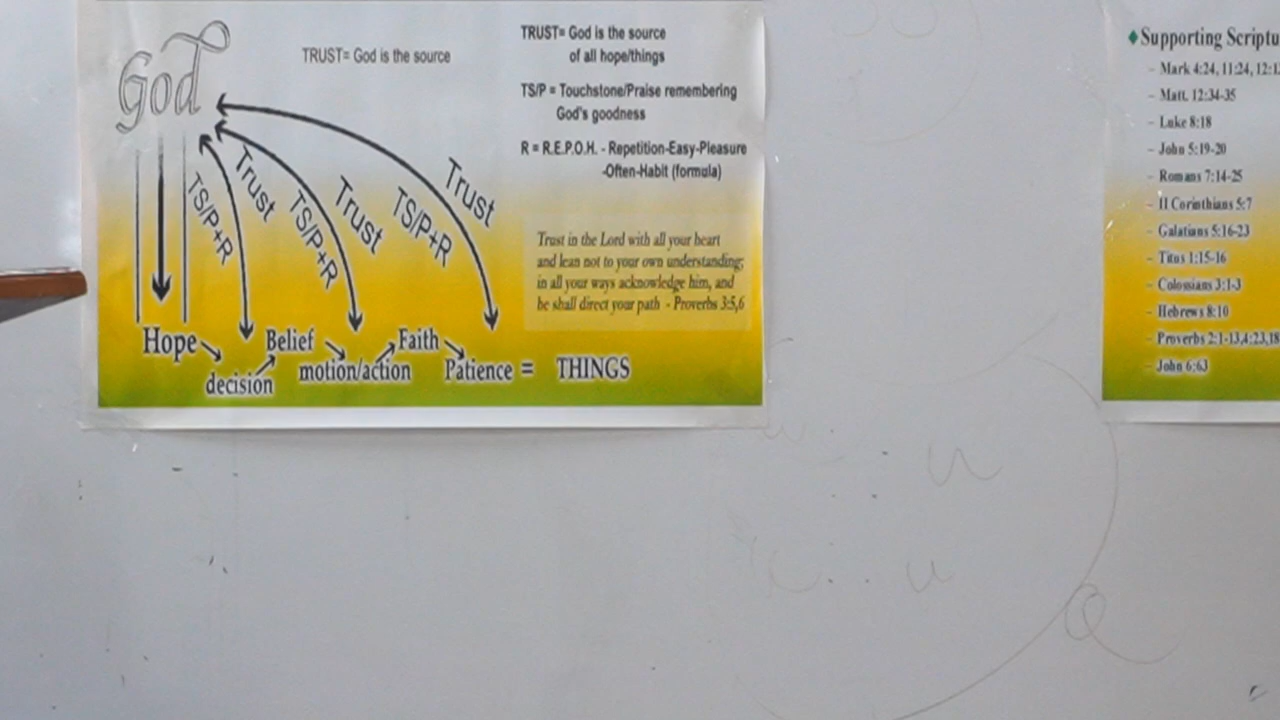 God
TRUST= God is the source
TRUST= God is the source
of all hope/things
TS/P = Touchstone/Praise remembering
God's goodness
R = R.E.P.O.H. - Repetition-Easy-Pleasure
-Often-Habit (formula)
Trust
TS/P+R
Trust
TS/P+R
Trust
TS/P+R
Trust in the Lord with all your heart
and lean not to your own understanding;
in all your ways acknowledge him, and
he shall direct your path - Proverbs 3:5,6
Hope
decision
Belief
motion/action
Faith
Patience = THINGS
♦Supporting Scriptu
- Mark 4:24, 11:24, 12:1
- Matt. 12:34-35
- Luke 8:18
- John 5:19-20
- Romans 7:14-25
- II Corinthians 5:7
- Galatians 5:16-23
- Titus 1:15-16
- Colossians 3:1-3
- Hebrews 8:10
- Proverbs 2:1-13,4:23,18
- John 6:63